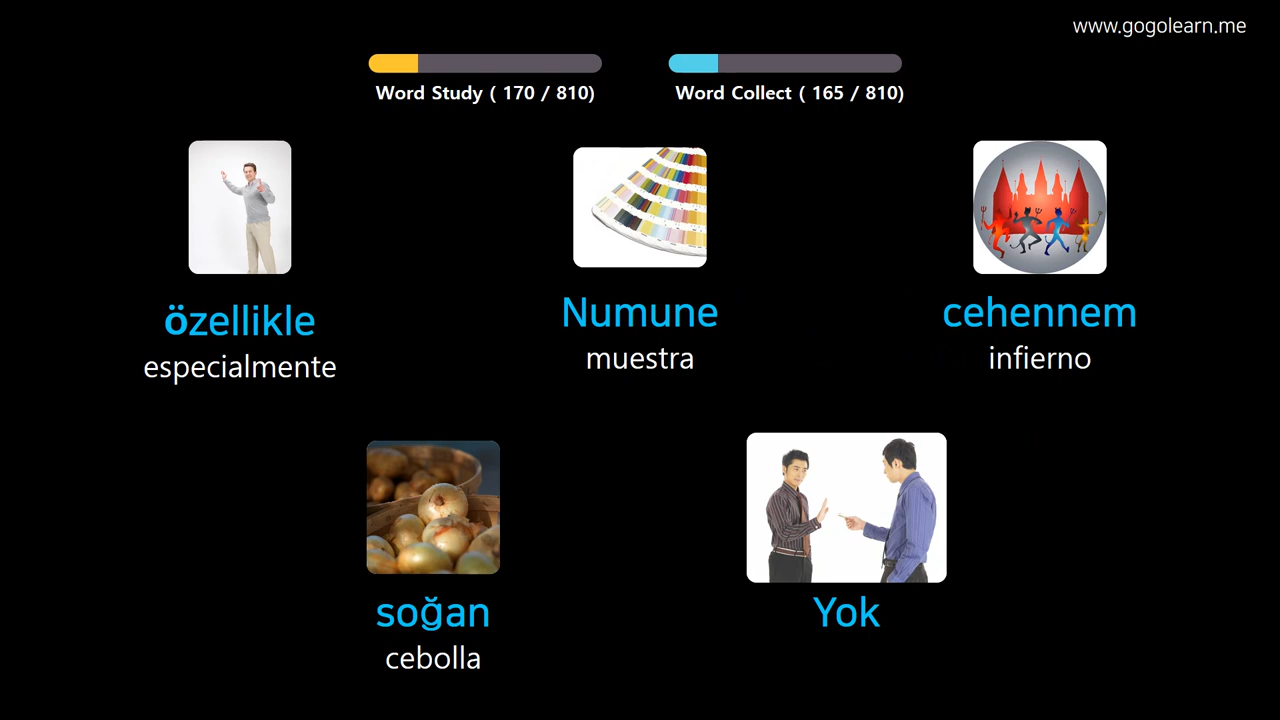 www.gogolearn.me
Word Study ( 170 / 810)
Word Collect ( 165 / 810)
özellikle
especialmente
Numune
muestra
cehennem
infierno
soğan
cebolla
Yok